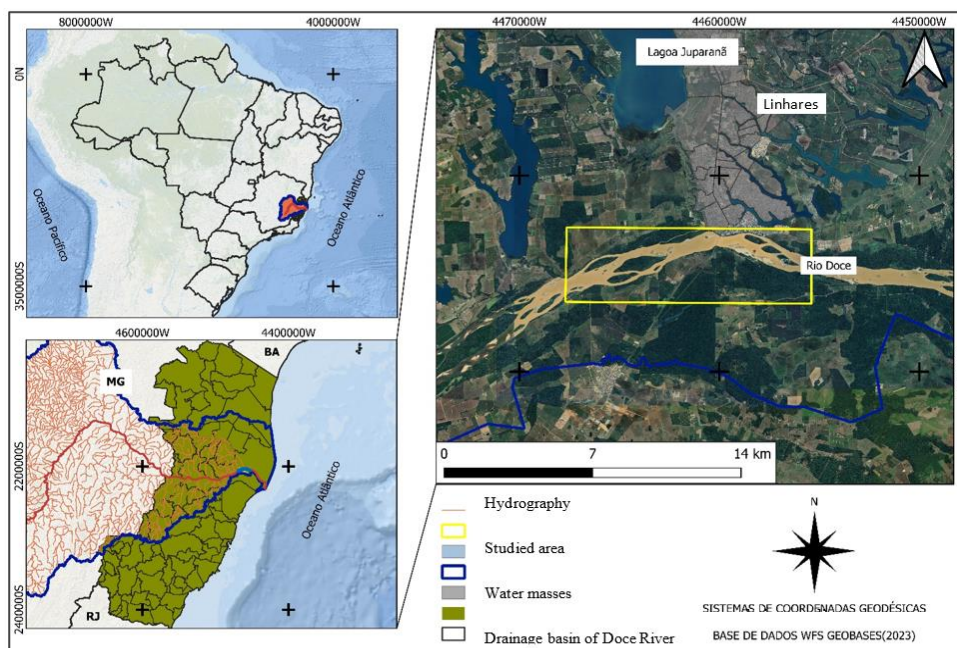 8000000W
4000000W
0N
3500000S
Oceano Pacífico
Oceano Atlântico
4470000W
4460000W
4450000W
Lagoa Juparanã
Linhares
Rio Doce
0
7
14 km
4600000W
4400000W
2200000S
2400000S
BA
MG
RJ
Oceano Atlântico
Hydrography
Studied area
Water masses
Drainage basin of Doce River
N
SISTEMAS DE COORDENADAS GEODÉSICAS
BASE DE DADOS WFS GEOBASES(2023)